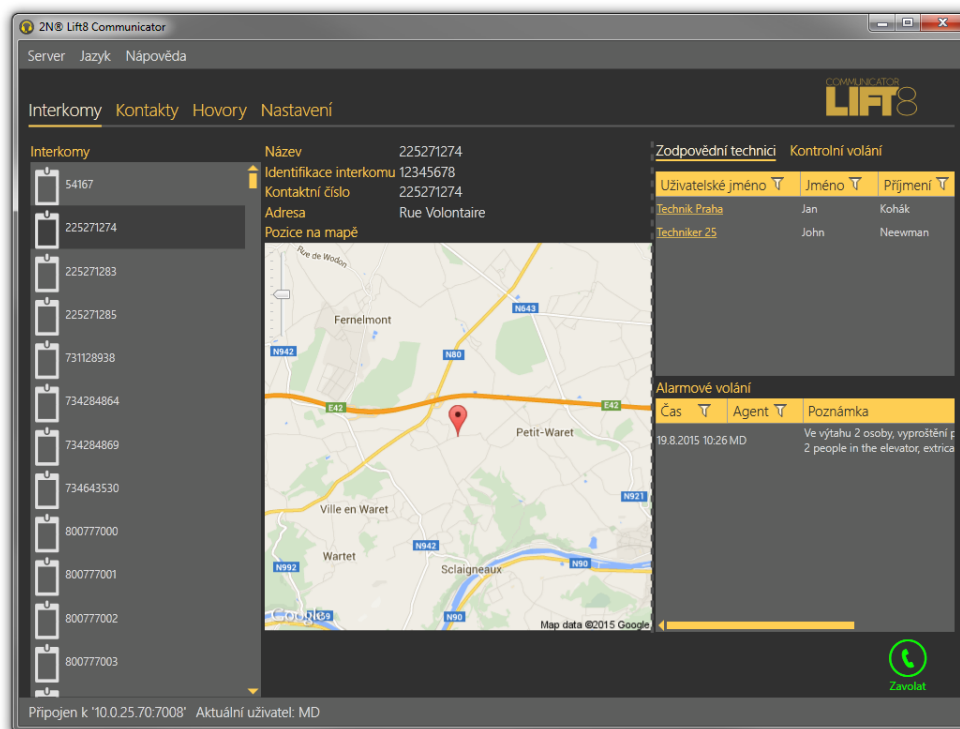 2N® Lift8 Communicator
Server Jazyk Nápověda
COMMUNICATOR
LIFT8
Interkomy Kontakty Hovory Nastavení
Interkomy
54167
225271274
225271283
225271285
731128938
734284864
734284869
734643530
800777000
800777001
800777002
800777003
Název 225271274
Identifikace interkomu 12345678
Kontaktní číslo 225271274
Adresa Rue Volontaire
Pozice na mapě
Rue de Wodon
N643
Fernelmont
N942
N80
E42
E42
Petit-Waret
N921
Ville en Waret
N942
Wartet
N992
Sclaigneaux
N90
Google
N90
Map data ©2015 Google
Zodpovědní technici Kontrolní volání
Uživatelské jméno Jméno Příjmení
Technik Praha Jan Kohák
Techniker 25 John Neewman
Alarmové volání
Čas Agent Poznámka
19.8.2015 10:26 MD
Ve výtahu 2 osoby, vyproštění p
2 people in the elevator, extrica
Zavolat
Připojen k '10.0.25.70:7008' Aktuální uživatel: MD